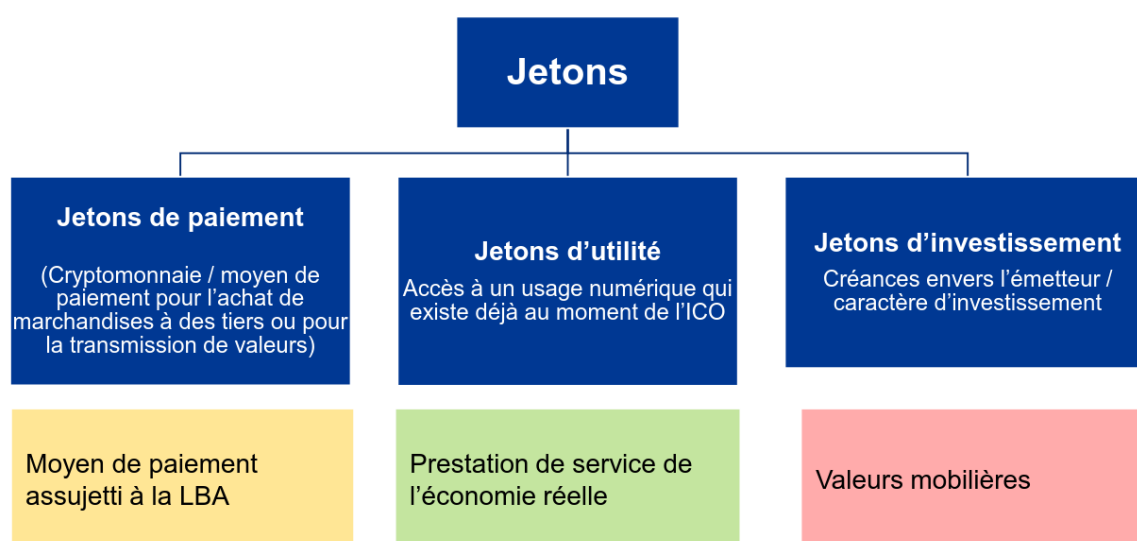 Jetons
Jetons de paiement
(Cryptomonnaie / moyen de
paiement pour l’achat de
marchandises à des tiers ou pour
la transmission de valeurs)
Jetons d’utilité
Accès à un usage numérique qui
existe déjà au moment de l’ICO
Jetons d’investissement
Créances envers l’émetteur /
caractère d’investissement
Moyen de paiement
assujetti à la LBA
Prestation de service de
l’économie réelle
Valeurs mobilières